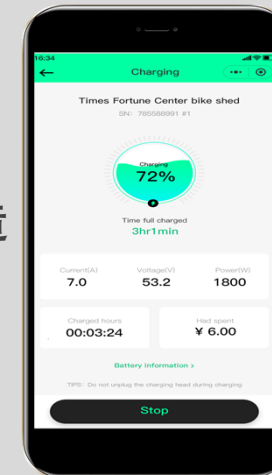 16:34
Charging
Times Fortune Center bike shed
SN: 785588991 #1
Charging
72%
Time full charged
3hr1min
Current(A) Voltage(V) Power(W)
7.0 53.2 1800
Charged hours Had spent
00:03:24 ¥ 6.00
Battery information >
TIPS: Do not unplug the charging head during charging
Stop